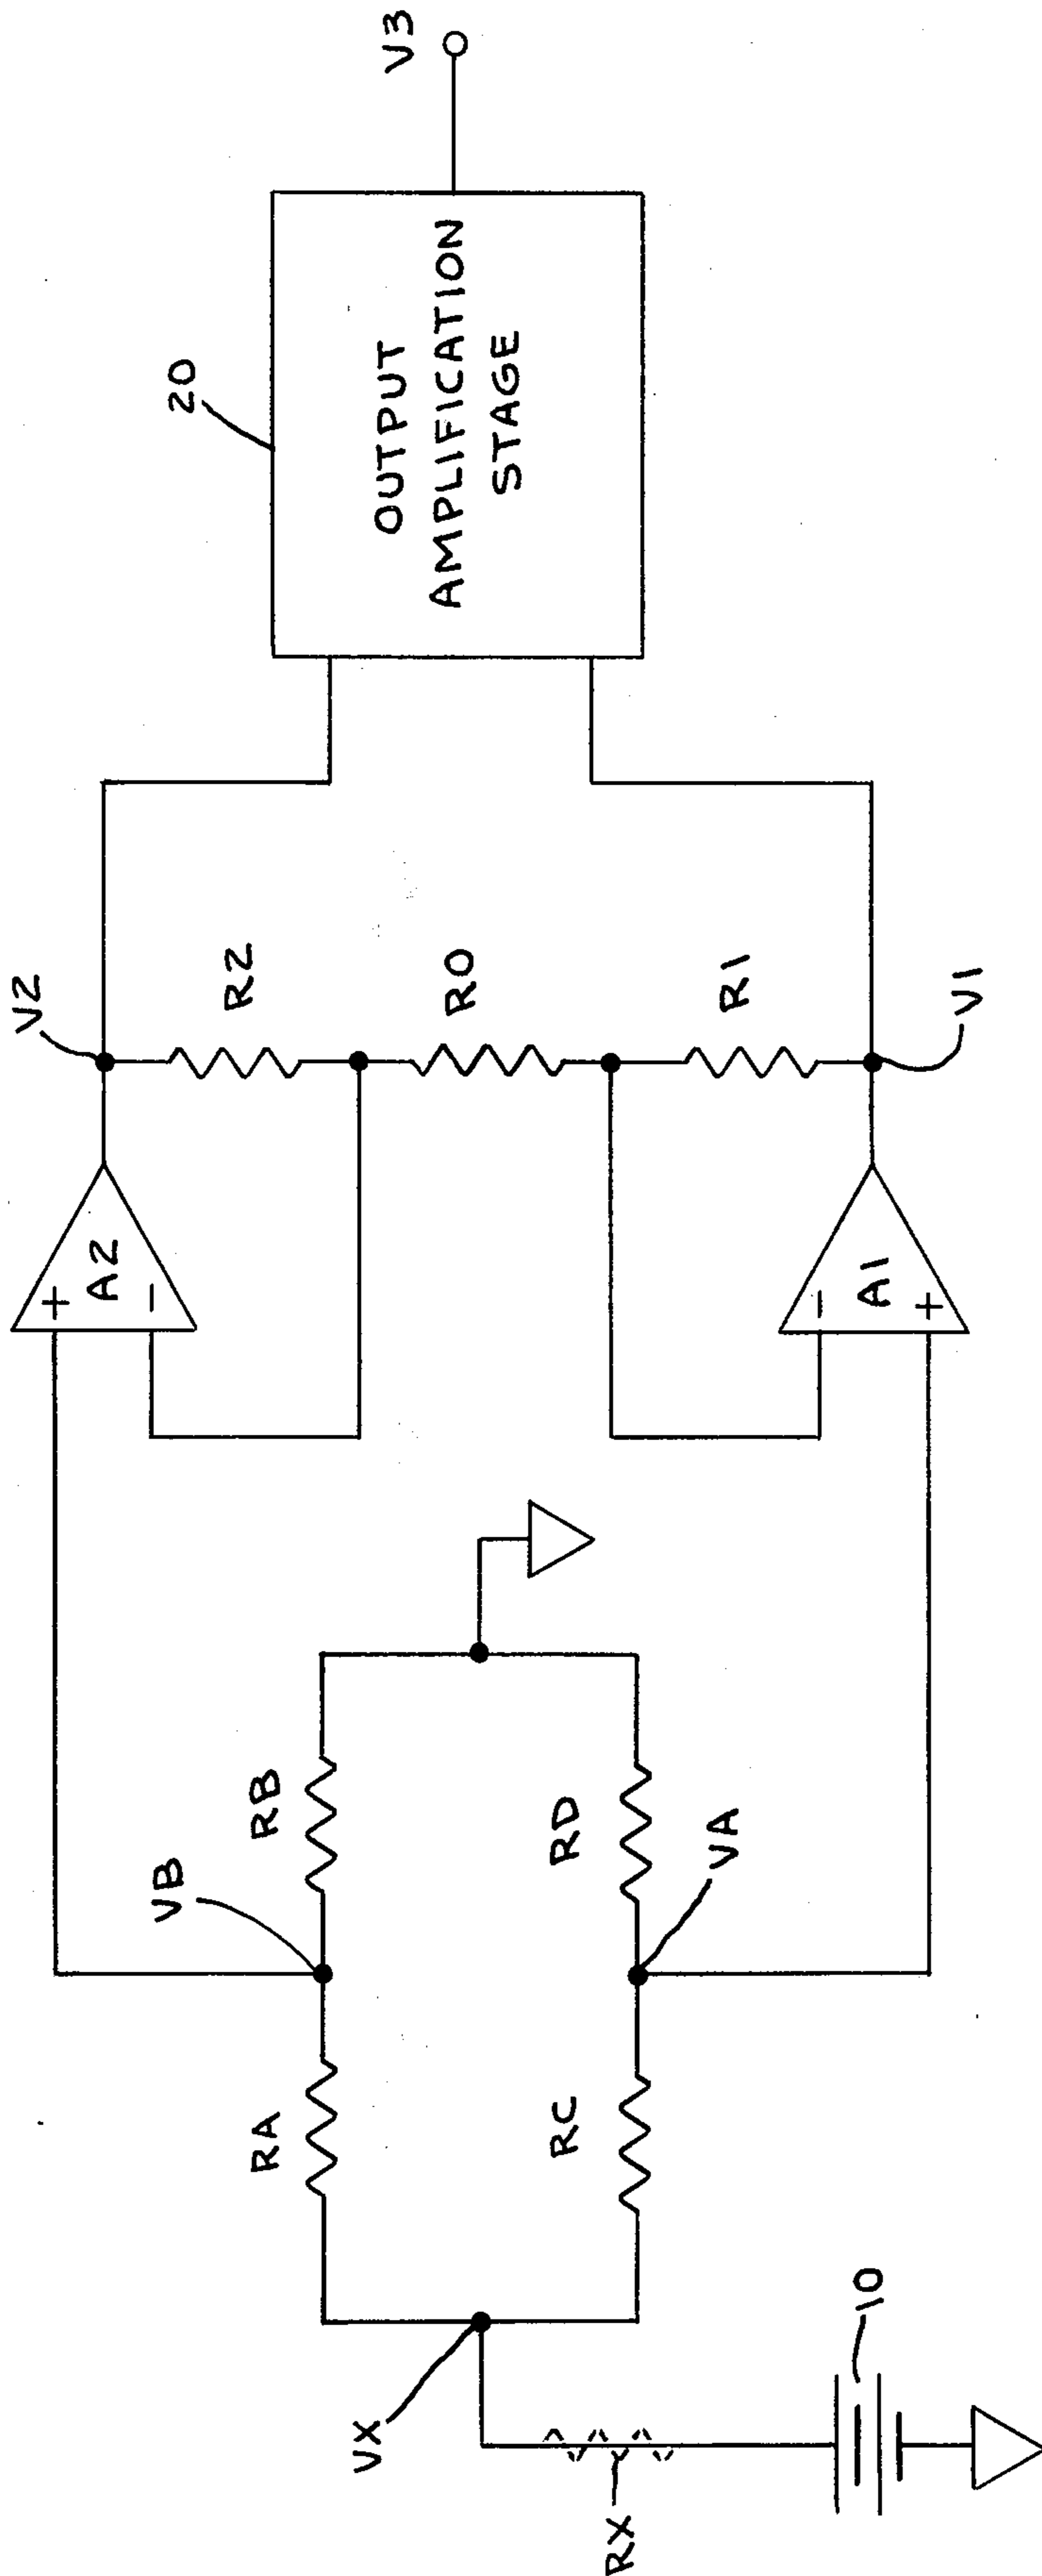 V2
V3
20
+
A2
−
R2
OUTPUT
AMPLIFICATION
STAGE
VB
RA
RB
R0
VX
RC
RD
VA
R1
−
A1
+
V1
RX
10